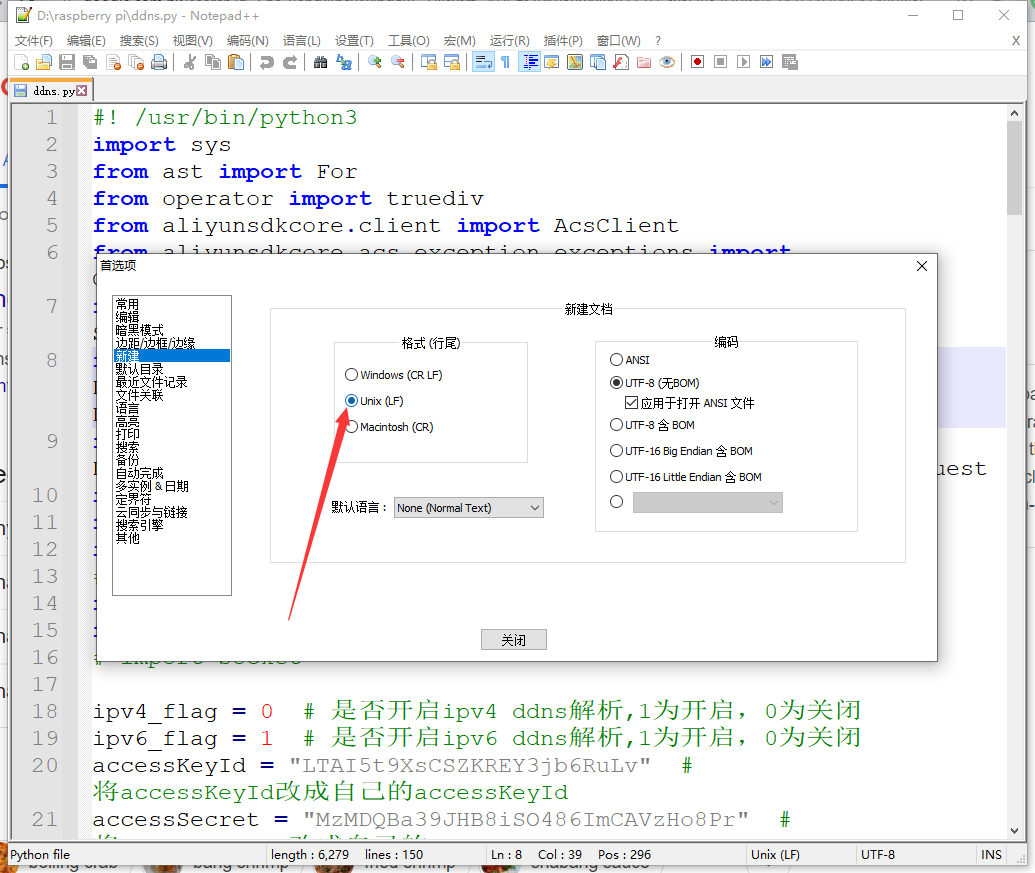 D:\raspberry pi\ddns.py - Notepad++
文件(F) 编辑(E) 搜索(S) 视图(V) 编码(N) 语言(L) 设置(T) 工具(O) 宏(M) 运行(R) 插件(P) 窗口(W) ? X
ddns.py
1 #! /usr/bin/python3
2 import sys
3 from ast import For
4 from operator import truediv
5 from aliyunsdkcore.client import AcsClient
6 from aliyunsdkcore.acs_exception.exceptions import
7
8
9
uest
10
11
12
13
14
15
16 # import socket
17
18 ipv4_flag = 0 # 是否开启ipv4 ddns解析,1为开启，0为关闭
19 ipv6_flag = 1 # 是否开启ipv6 ddns解析,1为开启，0为关闭
20 accessKeyId = "LTAI5t9XsCSZKREY3jb6RuLv" #
将accessKeyId改成自己的accessKeyId
21 accessSecret = "MzMDQBa39JHB8iSO486ImCAVzHo8Pr" #
首选项
常用
编辑
暗黑模式
边距/边框/边缘
新建
默认目录
最近文件记录
文件关联
语言
高亮
打印
搜索
备份
自动完成
多实例 & 日期
定界符
云同步与链接
搜索引擎
其他
新建文档
格式 (行尾)
Windows (CR LF)
Unix (LF)
Macintosh (CR)
默认语言：
None (Normal Text)
编码
ANSI
UTF-8 (无BOM)
应用于打开 ANSI 文件
UTF-8 含 BOM
UTF-16 Big Endian 含 BOM
UTF-16 Little Endian 含 BOM
关闭
Python file length : 6,279 lines : 150 Ln : 8 Col : 39 Pos : 296 Unix (LF) UTF-8 INS